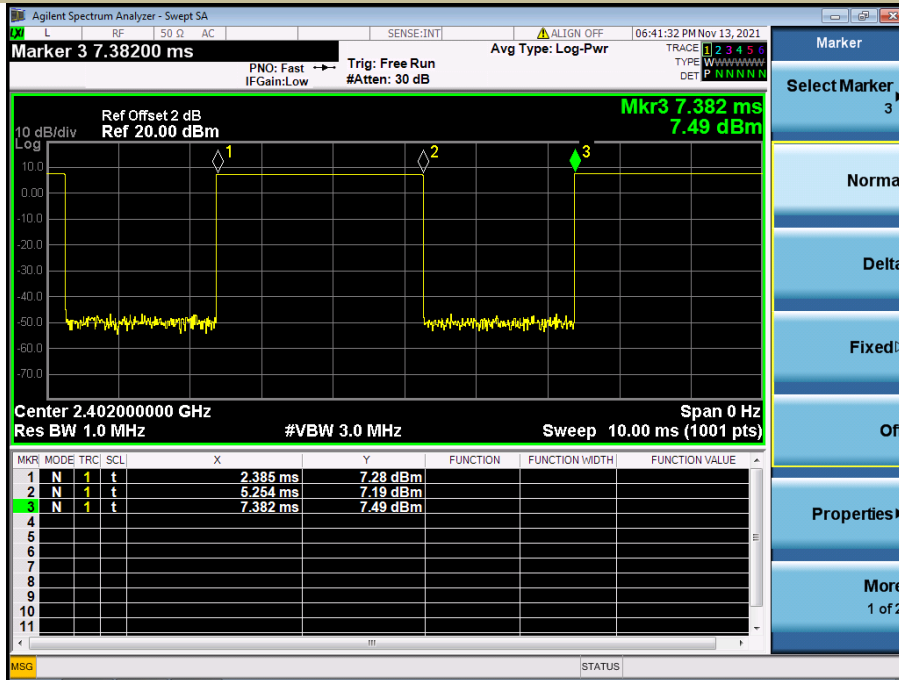 Agilent Spectrum Analyzer - Swept SA
LXI L RF 50 Ω AC SENSE:INT ALIGN OFF 06:41:32 PM Nov 13, 2021
Marker 3 7.38200 ms
PNO: Fast
IFGain:Low
Trig: Free Run
#Atten: 30 dB
Avg Type: Log-Pwr
TRACE 1 2 3 4 5 6
TYPE WWWWWW
DET P N N N N N
Ref Offset 2 dB
Ref 20.00 dBm
10 dB/div
Log
Mkr3 7.382 ms
7.49 dBm
1
2
3
10.0
0.00
-10.0
-20.0
-30.0
-40.0
-50.0
-60.0
-70.0
Center 2.402000000 GHz Span 0 Hz
Res BW 1.0 MHz #VBW 3.0 MHz Sweep 10.00 ms (1001 pts)
MKR MODE TRC SCL X Y FUNCTION FUNCTION WIDTH FUNCTION VALUE
1 N 1 t 2.385 ms 7.28 dBm
2 N 1 t 5.254 ms 7.19 dBm
3 N 1 t 7.382 ms 7.49 dBm
4
5
6
7
8
9
10
11
MSG STATUS
Marker
Select Marker
3
Norma
Delta
Fixed
Of
Properties
More
1 of 2